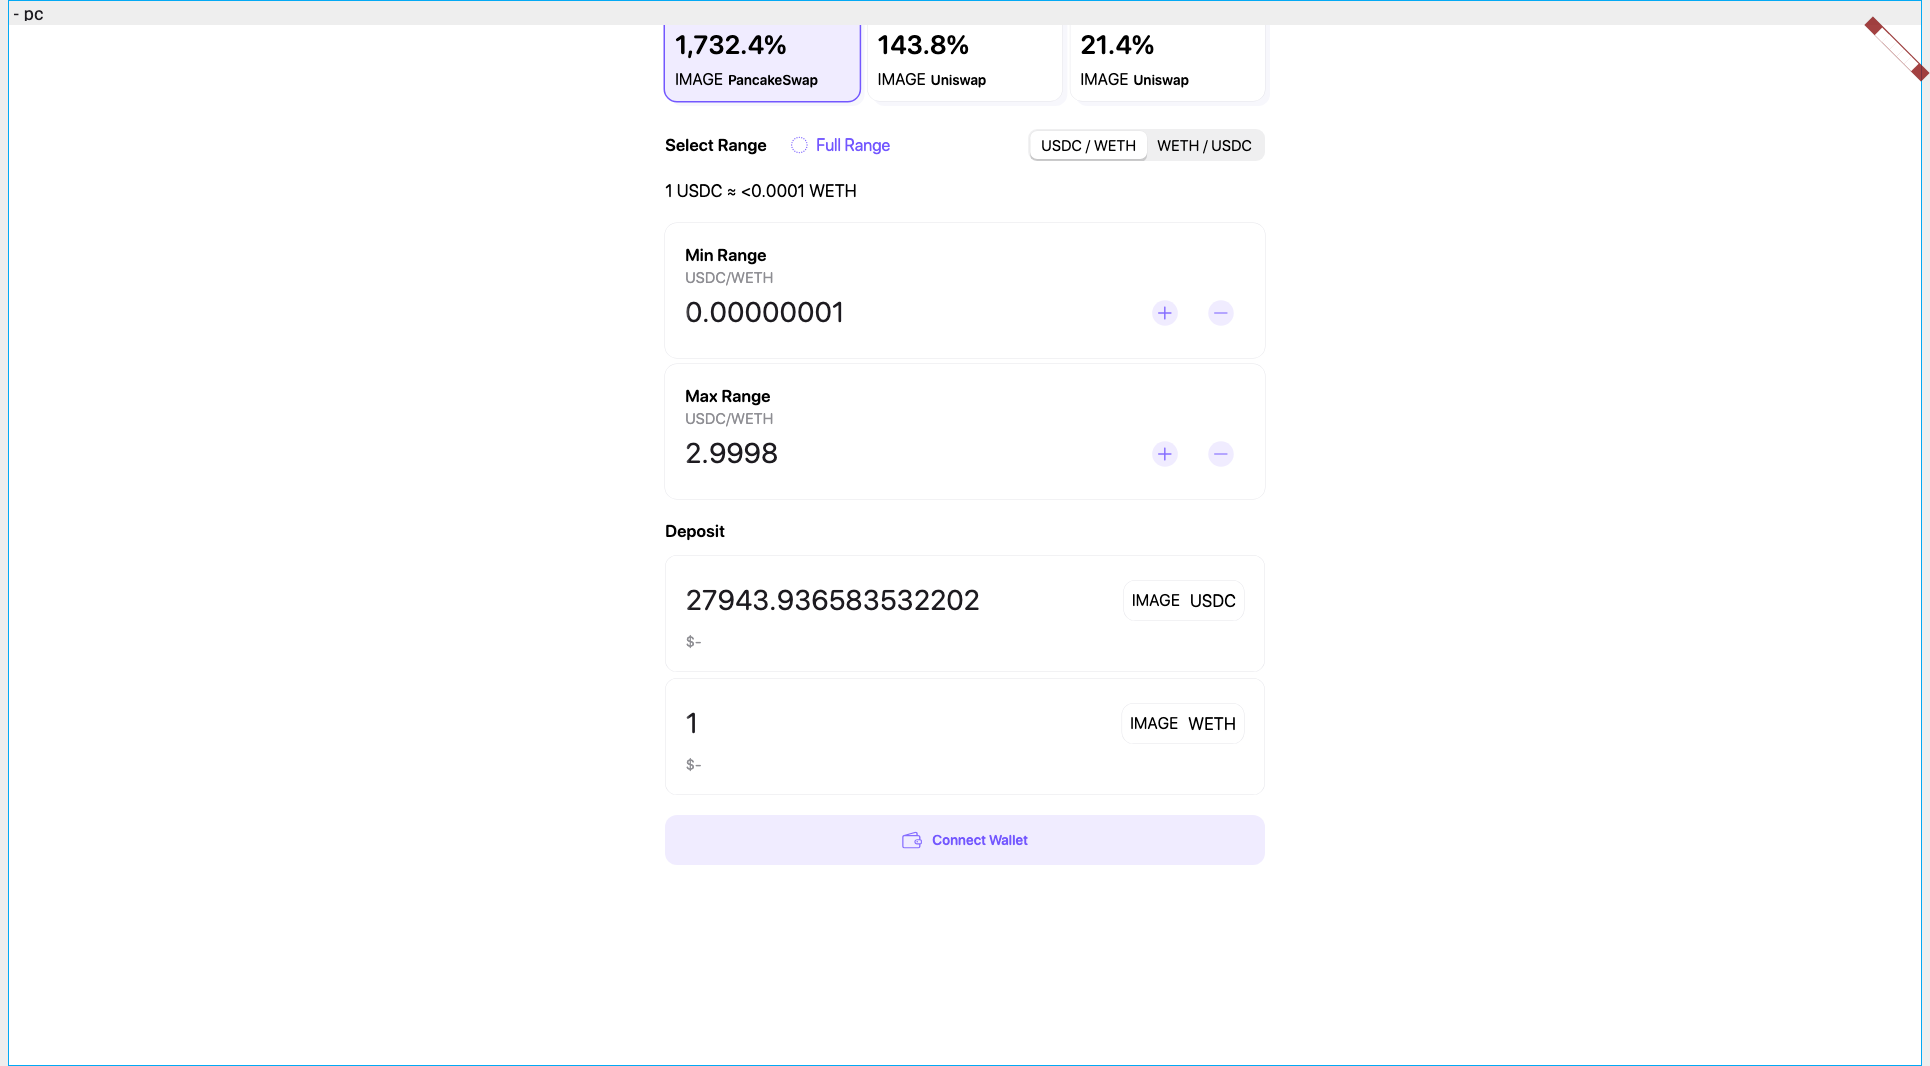 - pc
1,732.4%
IMAGE PancakeSwap
143.8%
IMAGE Uniswap
21.4%
IMAGE Uniswap
Select Range Full Range USDC / WETH WETH / USDC
1 USDC ≈ <0.0001 WETH
Min Range
USDC/WETH
0.00000001
Max Range
USDC/WETH
2.9998
Deposit
27943.936583532202 IMAGE USDC
$-
1 IMAGE WETH
$-
Connect Wallet